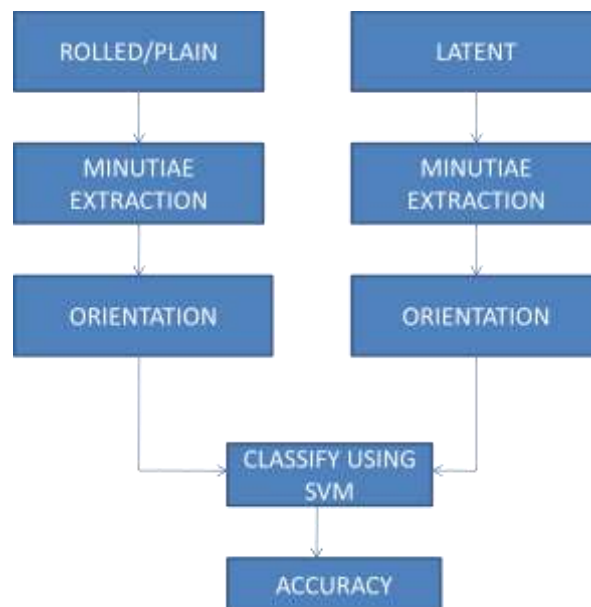 ROLLED/PLAIN
LATENT
MINUTIAE
EXTRACTION
MINUTIAE
EXTRACTION
ORIENTATION
ORIENTATION
CLASSIFY USING
SVM
ACCURACY